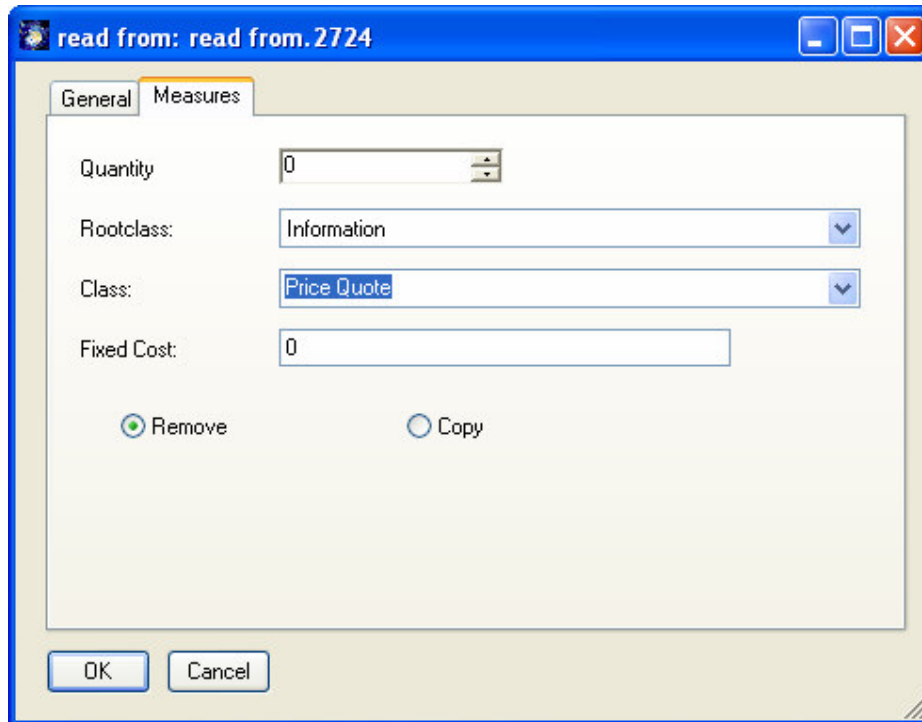 read from: read from.2724
General Measures
Quantity 0
Rootclass: Information
Class: Price Quote
Fixed Cost: 0
Remove Copy
OK Cancel